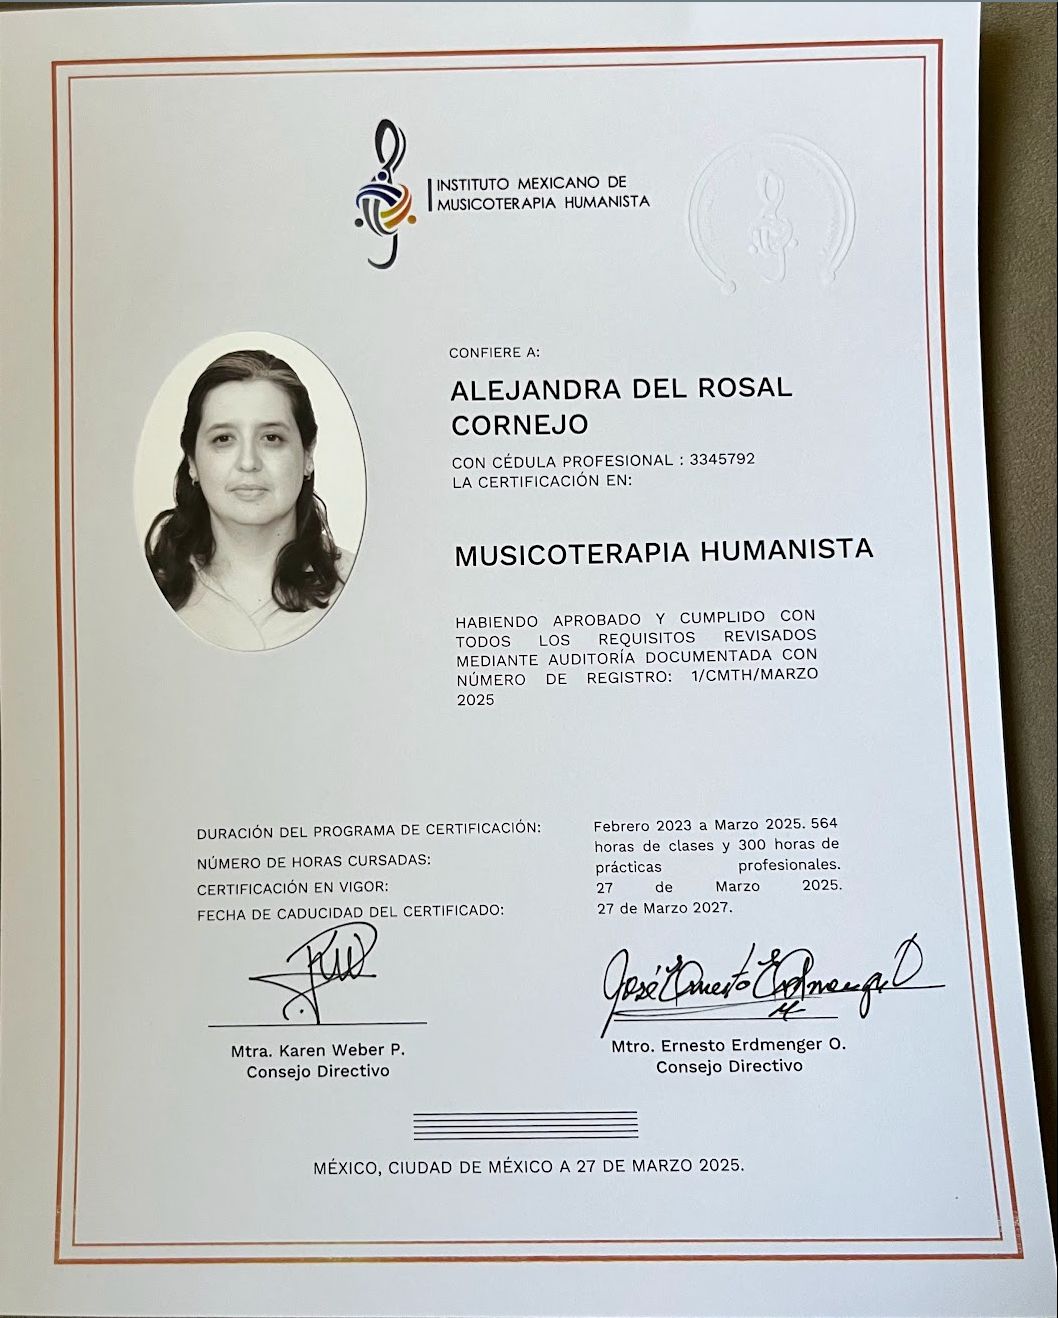 INSTITUTO MEXICANO DE
MUSICOTERAPIA HUMANISTA
CONFIERE A:
ALEJANDRA DEL ROSAL
CORNEJO
CON CÉDULA PROFESIONAL : 3345792
LA CERTIFICACIÓN EN:
MUSICOTERAPIA HUMANISTA
HABIENDO APROBADO Y CUMPLIDO CON
TODOS LOS REQUISITOS REVISADOS
MEDIANTE AUDITORÍA DOCUMENTADA CON
NÚMERO DE REGISTRO: 1/CMTH/MARZO
2025
DURACIÓN DEL PROGRAMA DE CERTIFICACIÓN:
NÚMERO DE HORAS CURSADAS:
CERTIFICACIÓN EN VIGOR:
FECHA DE CADUCIDAD DEL CERTIFICADO:
Febrero 2023 a Marzo 2025. 564
horas de clases y 300 horas de
prácticas profesionales.
27 de Marzo 2025.
27 de Marzo 2027.
José Ernesto Erdmenger O
Mtra. Karen Weber P.
Consejo Directivo
Mtro. Ernesto Erdmenger O.
Consejo Directivo
MÉXICO, CIUDAD DE MÉXICO A 27 DE MARZO 2025.